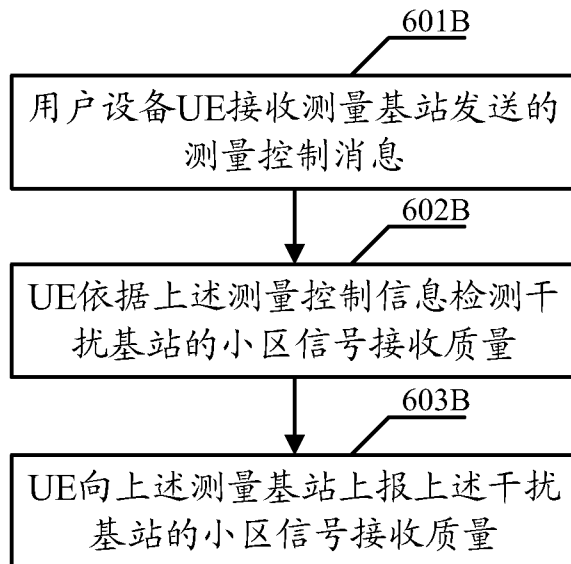 601B
用户设备UE接收测量基站发送的
测量控制消息
602B
UE依据上述测量控制信息检测干
扰基站的小区信号接收质量
603B
UE向上述测量基站上报上述干扰
基站的小区信号接收质量